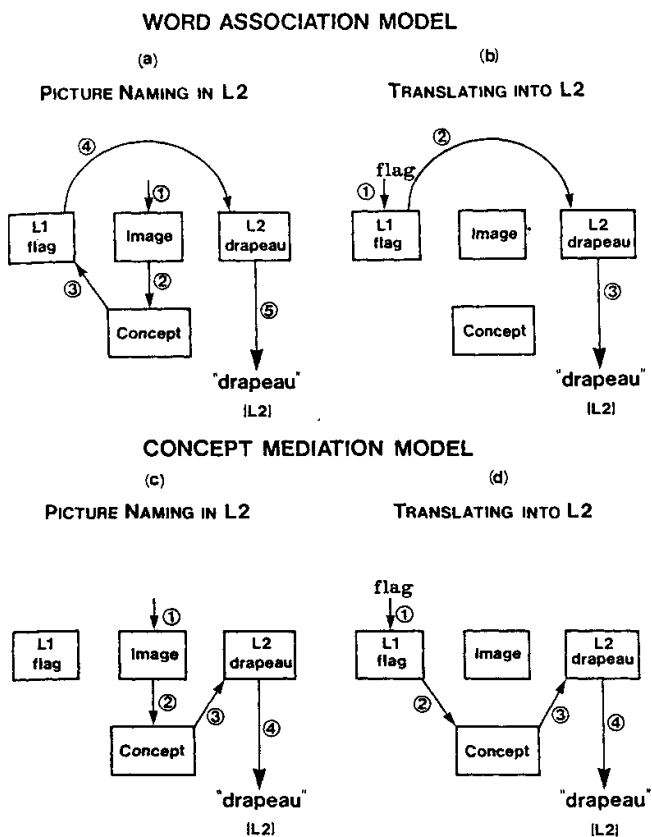 WORD ASSOCIATION MODEL
(a)
PICTURE NAMING IN L2
④
①
L1
flag
Image
L2
drapeau
③
②
Concept
⑤
"drapeau"
[L2]
(b)
TRANSLATING INTO L2
②
flag
①
L1
flag
Image
L2
drapeau
③
Concept
"drapeau"
[L2]
CONCEPT MEDIATION MODEL
(c)
PICTURE NAMING IN L2
①
L1
flag
Image
L2
drapeau
②
③
Concept
④
"drapeau"
[L2]
(d)
TRANSLATING INTO L2
flag
①
L1
flag
Image
L2
drapeau
②
③
Concept
④
"drapeau"
[L2]